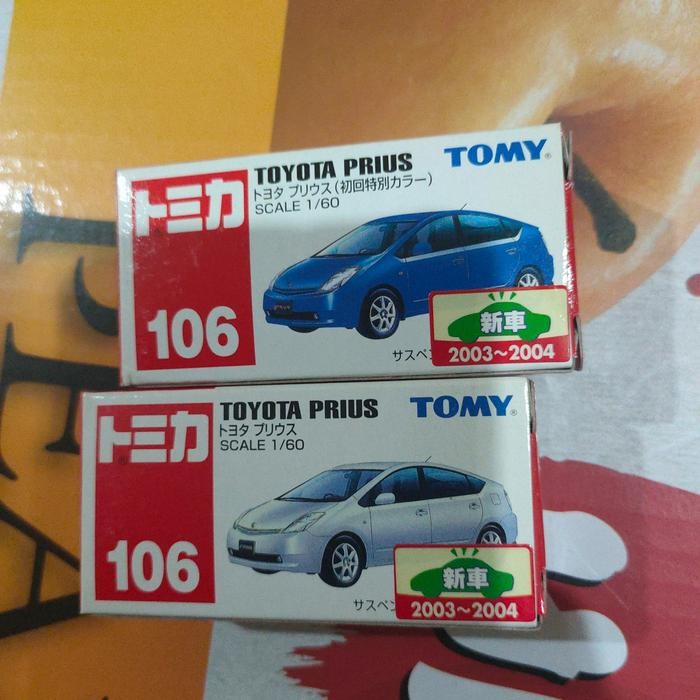 トミカ
106
TOYOTA PRIUS
トヨタ プリウス(初回特別カラー)
SCALE 1/60
TOMY®
サスペン
新車
2003～2004
トミカ
106
TOYOTA PRIUS
トヨタ プリウス
SCALE 1/60
TOMY®
サスペン
新車
2003～2004